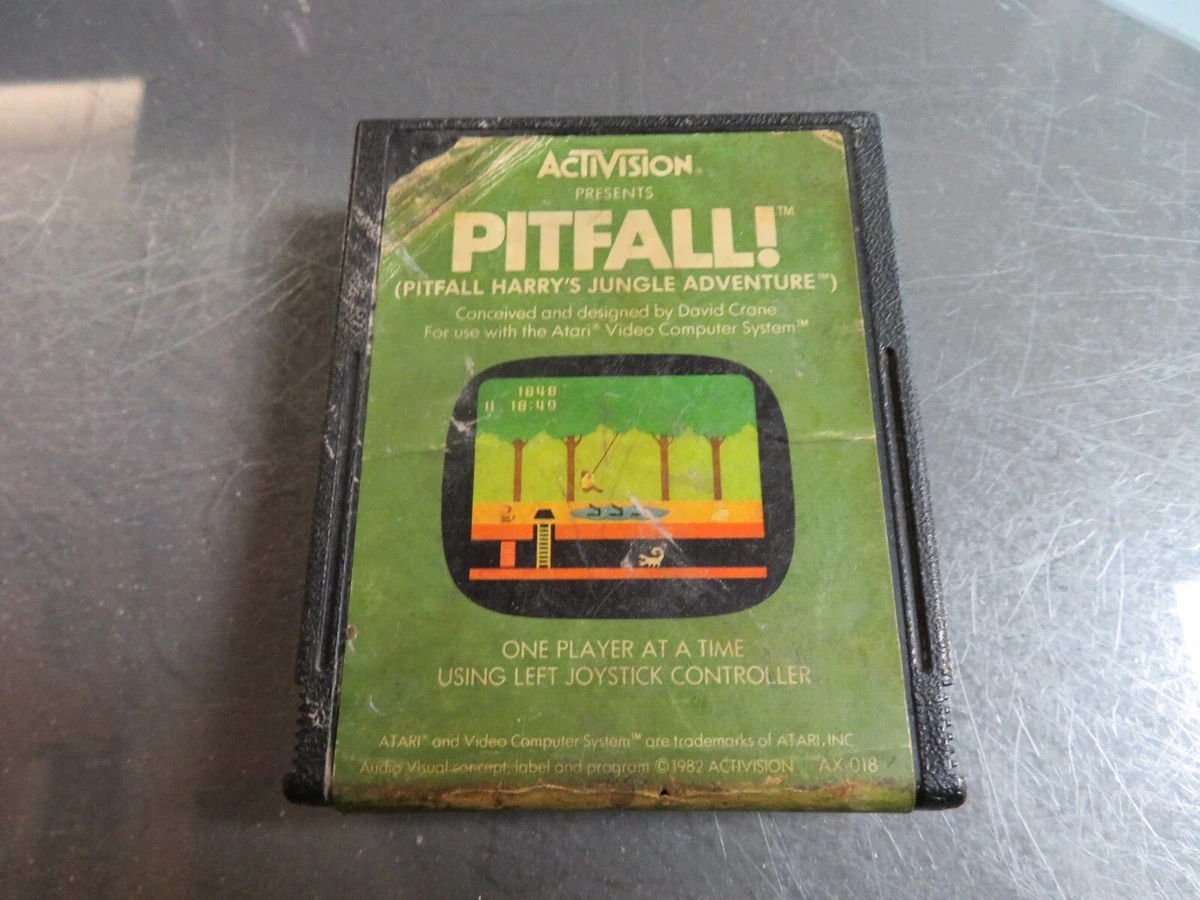 ACTIVISION®
PRESENTS
PITFALL!™
(PITFALL HARRY'S JUNGLE ADVENTURE™)
Conceived and designed by David Crane
For use with the Atari® Video Computer System™
1848
II 18:49
ONE PLAYER AT A TIME
USING LEFT JOYSTICK CONTROLLER
ATARI® and Video Computer System™ are trademarks of ATARI, INC.
Audio Visual concept, label and program ©1982 ACTIVISION AX-018